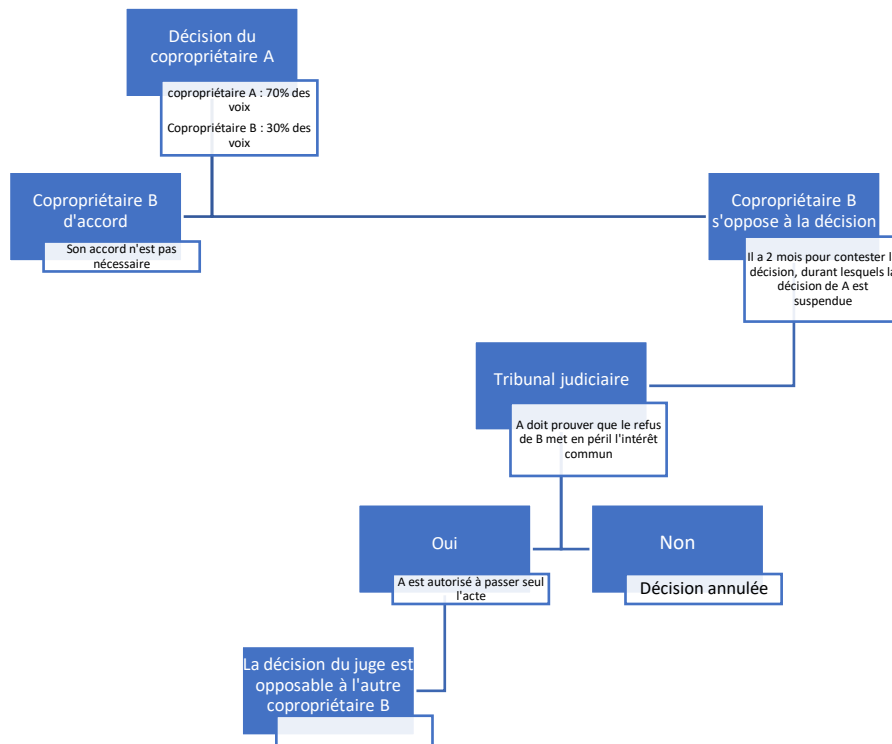 Décision du
copropriétaire A
copropriétaire A : 70% des
voix
Copropriétaire B : 30% des
voix
Copropriétaire B
d'accord
Son accord n'est pas
nécessaire
Copropriétaire B
s'oppose à la décision
Il a 2 mois pour contester l
décision, durant lesquels la
décision de A est
suspendue
Tribunal judiciaire
A doit prouver que le refus
de B met en péril l'intérêt
commun
Oui
A est autorisé à passer seul
l'acte
Non
Décision annulée
La décision du juge est
opposable à l'autre
copropriétaire B